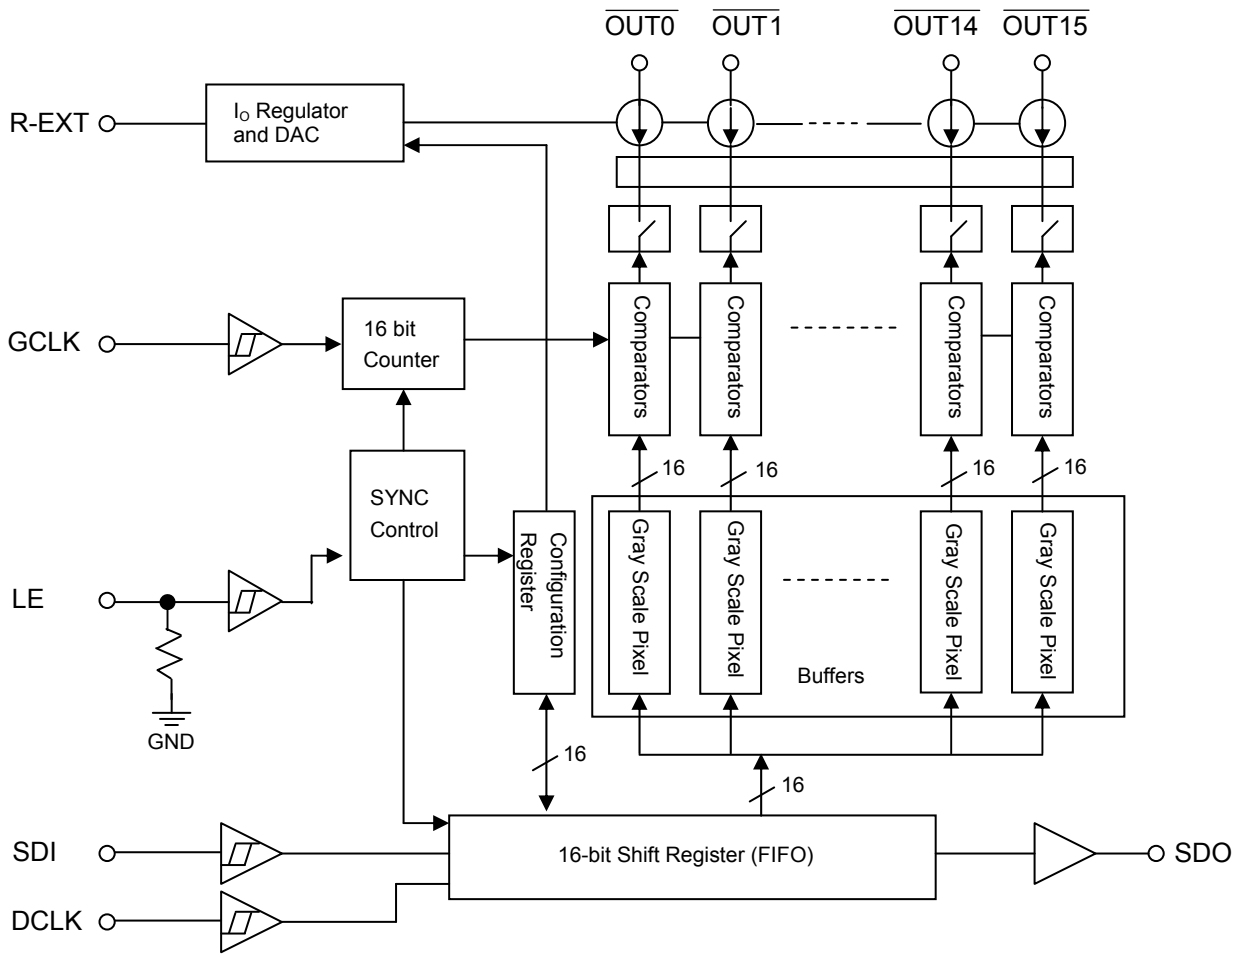 OUT0
OUT1
OUT14
OUT15
R-EXT
I_O Regulator
and DAC
GCLK
16 bit
Counter
Comparators
Comparators
Comparators
Comparators
16
16
16
16
SYNC
Control
Configuration
Register
Gray Scale Pixel
Gray Scale Pixel
Gray Scale Pixel
Gray Scale Pixel
Buffers
LE
GND
16
16
SDI
16-bit Shift Register (FIFO)
SDO
DCLK